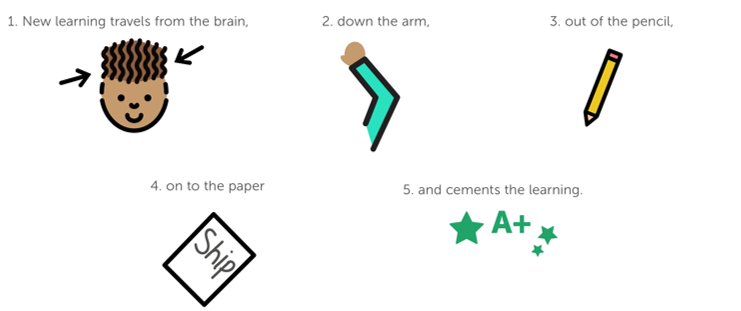 1. New learning travels from the brain,
2. down the arm,
3. out of the pencil,
4. on to the paper
Ship
5. and cements the learning.
A+